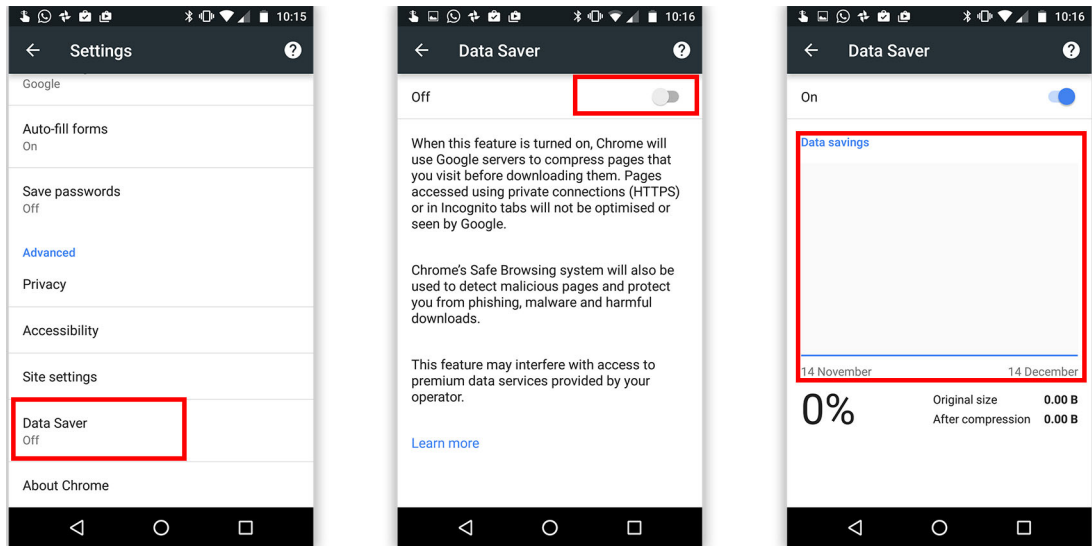 10:15
Settings
Google
Auto-fill forms
On
Save passwords
Off
Advanced
Privacy
Accessibility
Site settings
Data Saver
Off
About Chrome
10:16
Data Saver
Off
When this feature is turned on, Chrome will
use Google servers to compress pages that
you visit before downloading them. Pages
accessed using private connections (HTTPS)
or in Incognito tabs will not be optimised or
seen by Google.
Chrome's Safe Browsing system will also be
used to detect malicious pages and protect
you from phishing, malware and harmful
downloads.
This feature may interfere with access to
premium data services provided by your
operator.
Learn more
10:16
Data Saver
On
Data savings
14 November 14 December
0%
Original size 0.00 B
After compression 0.00 B